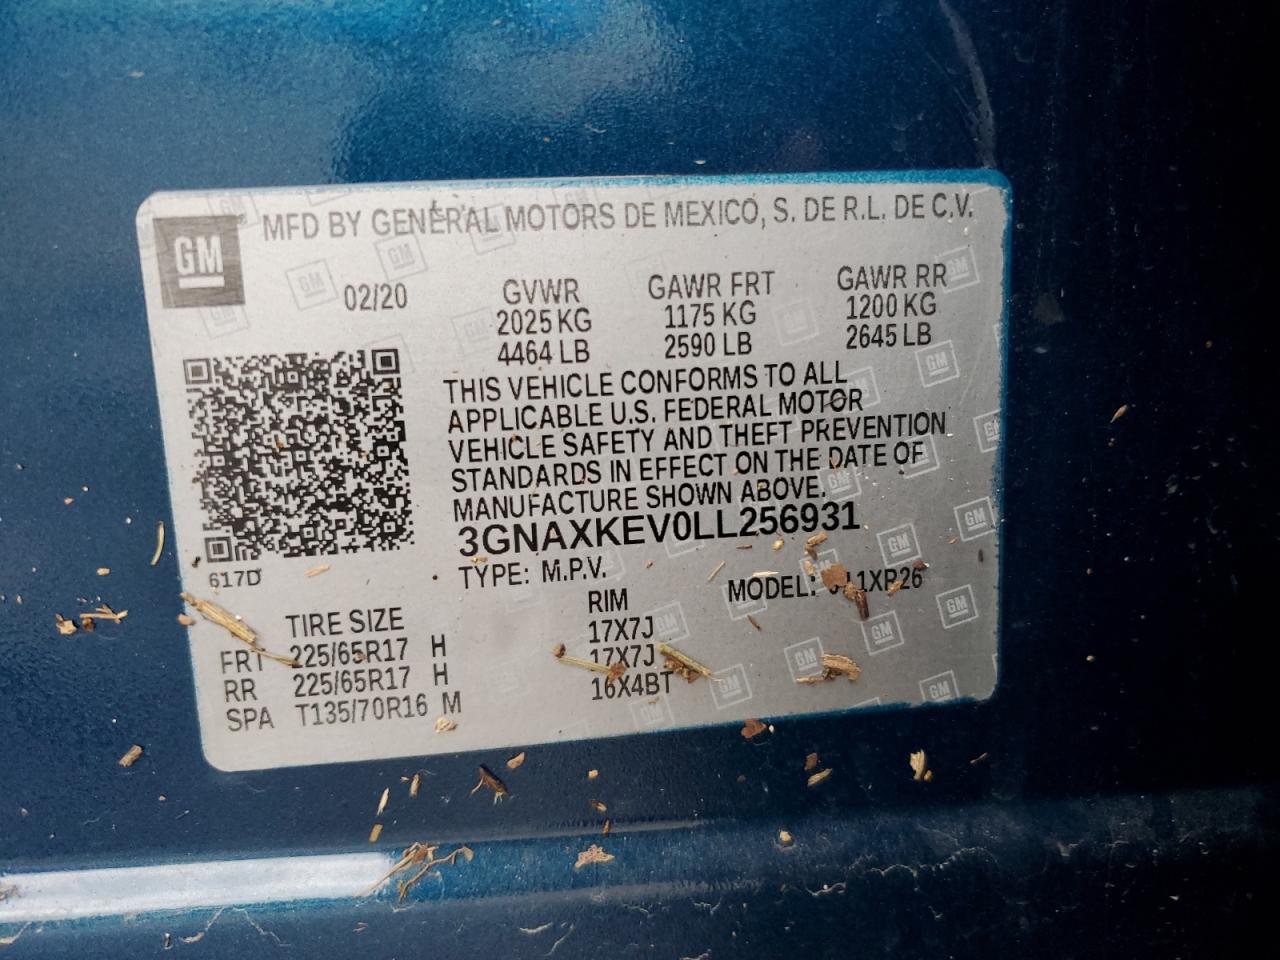 GM
MFD BY GENERAL MOTORS DE MEXICO, S. DE R.L. DE C.V.
02/20
GVWR GAWR FRT GAWR RR
2025 KG 1175 KG 1200 KG
4464 LB 2590 LB 2645 LB
THIS VEHICLE CONFORMS TO ALL
APPLICABLE U.S. FEDERAL MOTOR
VEHICLE SAFETY AND THEFT PREVENTION
STANDARDS IN EFFECT ON THE DATE OF
MANUFACTURE SHOWN ABOVE.
3GNAXKEV0LL256931
617D
TYPE: M.P.V. MODEL:
TIRE SIZE RIM
FRT 225/65R17 H 17X7J
RR 225/65R17 H 17X7J
SPA T135/70R16 M 16X4BT